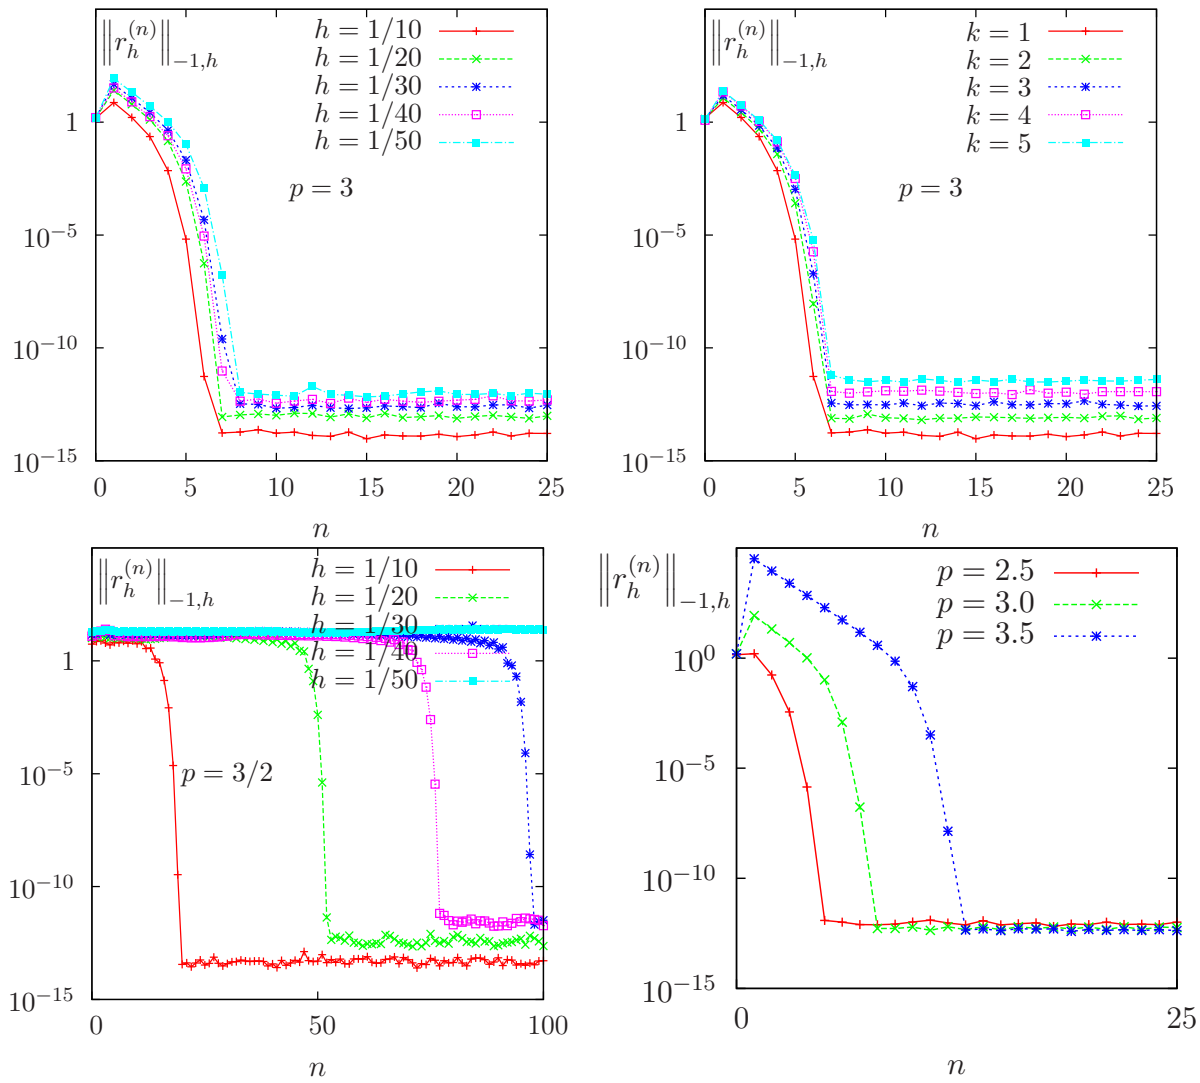 ‖r_h^{(n)}‖_{-1,h}
h = 1/10
h = 1/20
h = 1/30
h = 1/40
h = 1/50
p = 3
1
10^{-5}
10^{-10}
10^{-15}
0 5 10 15 20 25
n
‖r_h^{(n)}‖_{-1,h}
k = 1
k = 2
k = 3
k = 4
k = 5
p = 3
1
10^{-5}
10^{-10}
10^{-15}
0 5 10 15 20 25
n
‖r_h^{(n)}‖_{-1,h}
h = 1/10
h = 1/20
h = 1/30
h = 1/40
h = 1/50
p = 3/2
1
10^{-5}
10^{-10}
10^{-15}
0 50 100
n
‖r_h^{(n)}‖_{-1,h}
p = 2.5
p = 3.0
p = 3.5
10^{0}
10^{-5}
10^{-10}
10^{-15}
0 25
n